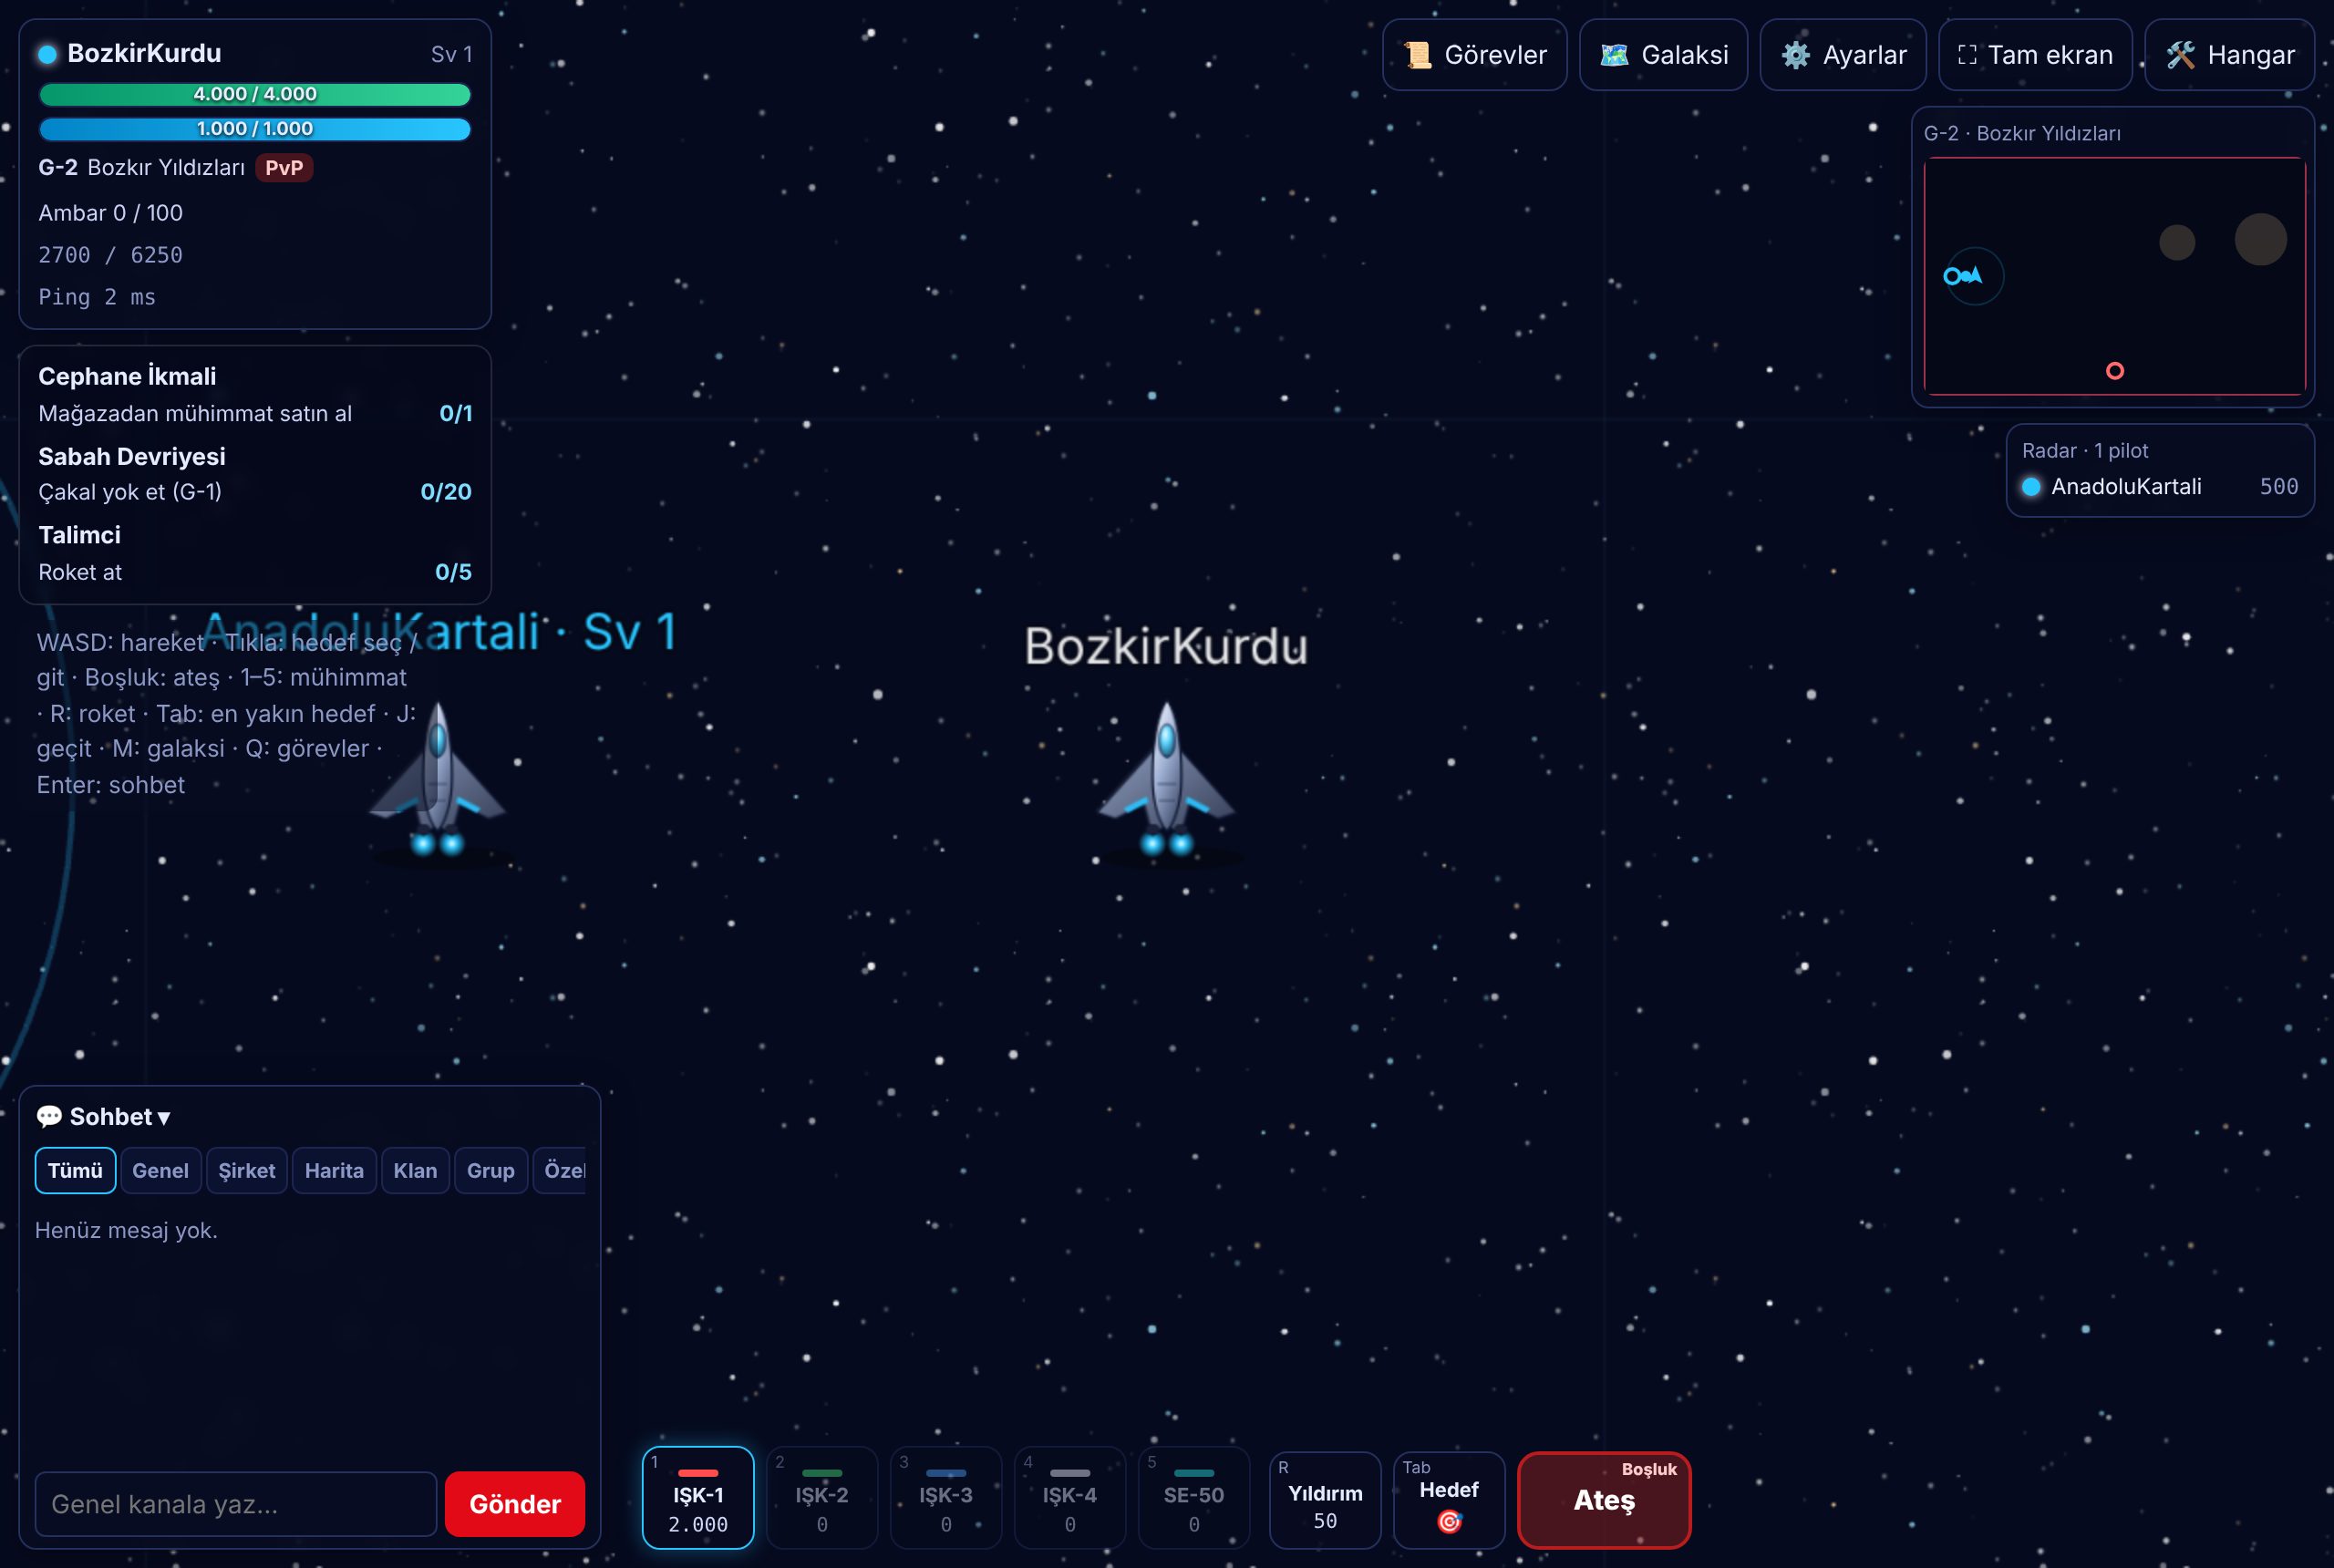 BozkirKurdu Sv 1
4.000 / 4.000
1.000 / 1.000
G-2 Bozkır Yıldızları PvP
Ambar 0 / 100
2700 / 6250
Ping 2 ms
Görevler
Galaksi
Ayarlar
Tam ekran
Hangar
G-2 · Bozkır Yıldızları
Radar · 1 pilot
AnadoluKartali 500
Cephane İkmali
Mağazadan mühimmat satın al 0/1
Sabah Devriyesi
Çakal yok et (G-1) 0/20
Talimci
Roket at 0/5
AnadoluKartali · Sv 1
BozkirKurdu
WASD: hareket · Tıkla: hedef seç /
git · Boşluk: ateş · 1–5: mühimmat
· R: roket · Tab: en yakın hedef · J:
geçit · M: galaksi · Q: görevler ·
Enter: sohbet
Sohbet ▾
Tümü Genel Şirket Harita Klan Grup Özel
Henüz mesaj yok.
Genel kanala yaz...
Gönder
1
IŞK-1
2.000
2
IŞK-2
0
3
IŞK-3
0
4
IŞK-4
0
5
SE-50
0
R
Yıldırım
50
Tab
Hedef
Boşluk
Ateş